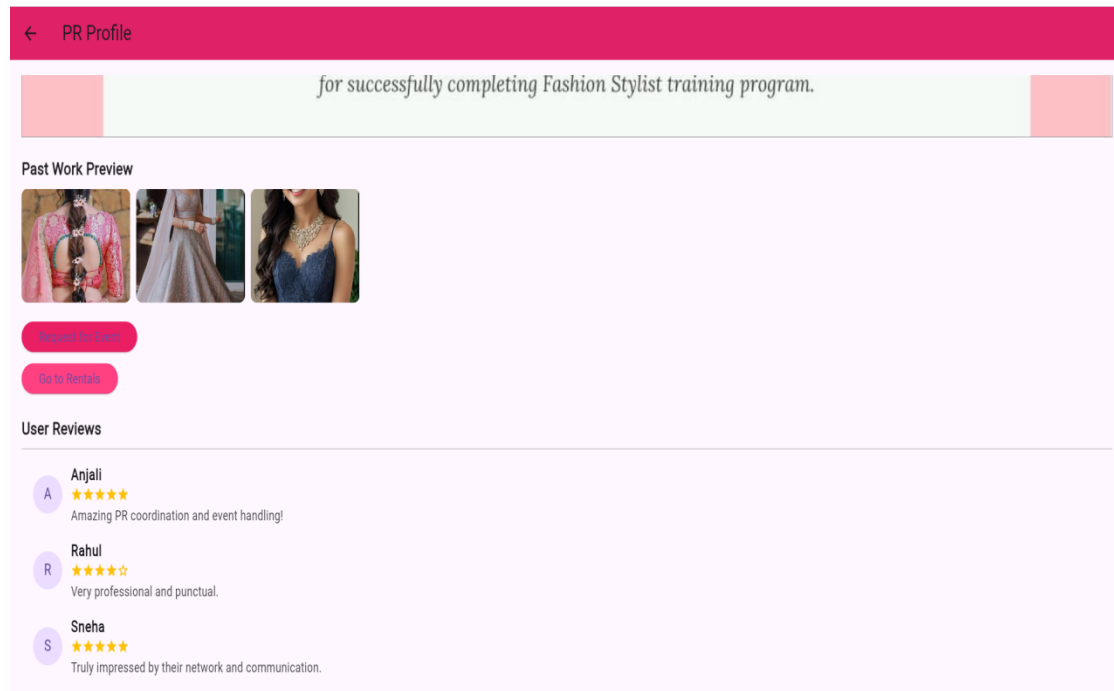 PR Profile
for successfully completing Fashion Stylist training program.
Past Work Preview
Request for Event
Go to Rentals
User Reviews
A
Anjali
Amazing PR coordination and event handling!
R
Rahul
Very professional and punctual.
S
Sneha
Truly impressed by their network and communication.